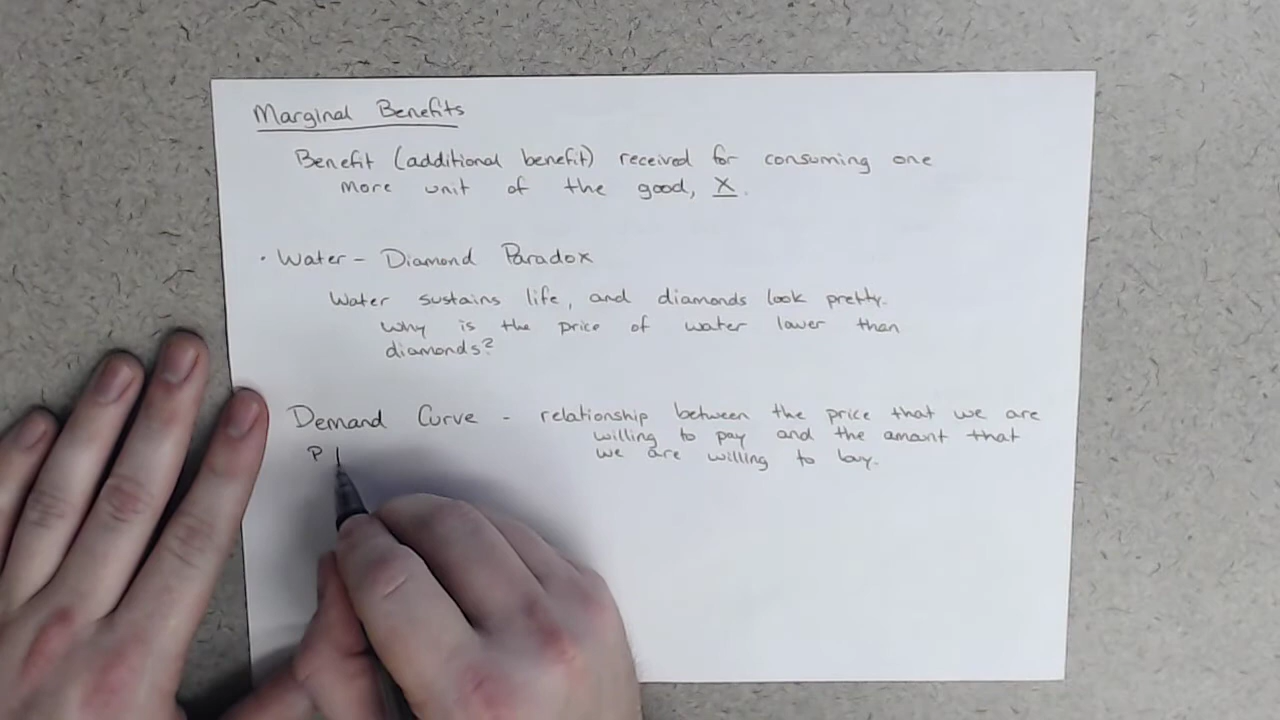 Marginal Benefits
Benefit (additional benefit) received for consuming one
more unit of the good, X.
• Water - Diamond Paradox
Water sustains life, and diamonds look pretty.
Why is the price of water lower than
diamonds?
Demand Curve - relationship between the price that we are
willing to pay and the amount that
we are willing to buy.
P